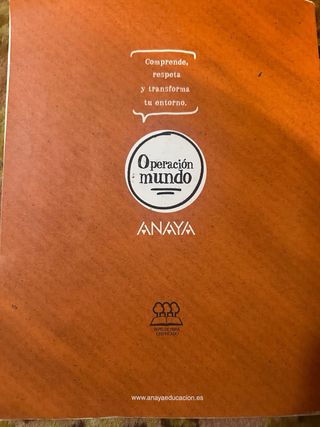 Comprende,
respeta
y transforma
tu entorno.
Operación
mundo
ANAYA
www.anayaeducacion.es